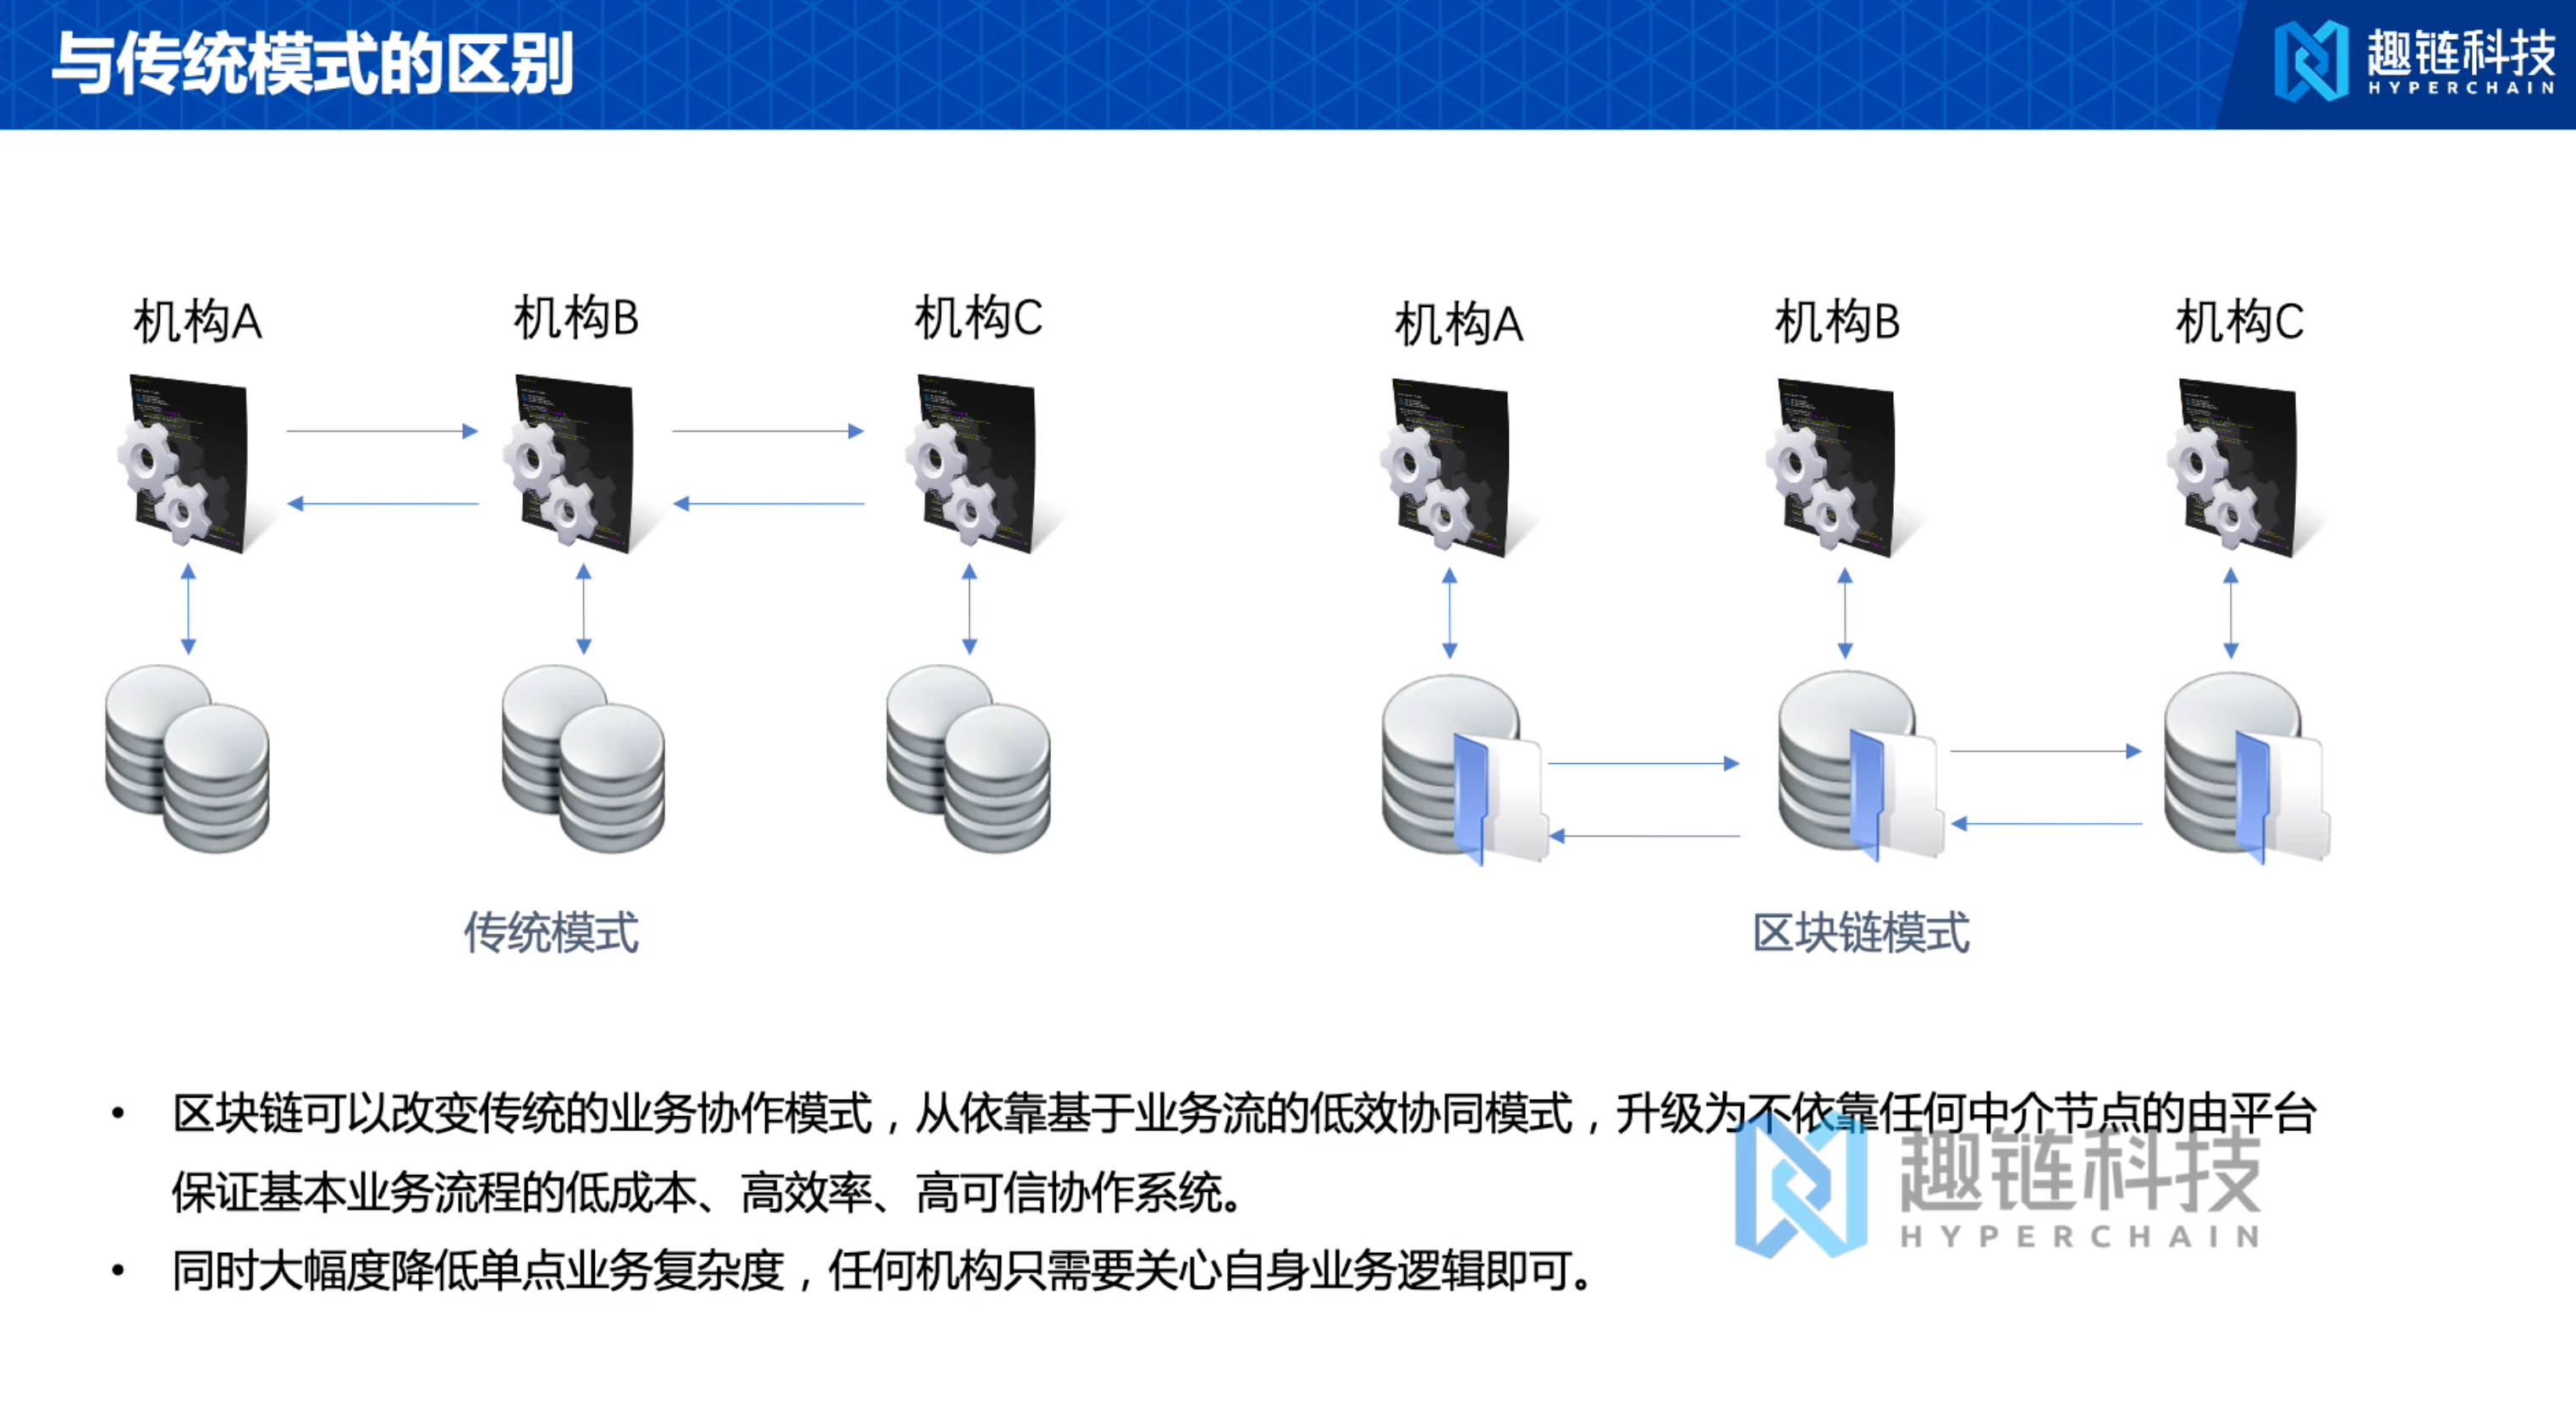 与传统模式的区别
趣链科技
HYPERCHAIN
机构A
机构B
机构C
机构A
机构B
机构C
传统模式
区块链模式
• 区块链可以改变传统的业务协作模式，从依靠基于业务流的低效协同模式，升级为不依靠任何中介节点的由平台
保证基本业务流程的低成本、高效率、高可信协作系统。
• 同时大幅度降低单点业务复杂度，任何机构只需要关心自身业务逻辑即可。
趣链科技
HYPERCHAIN